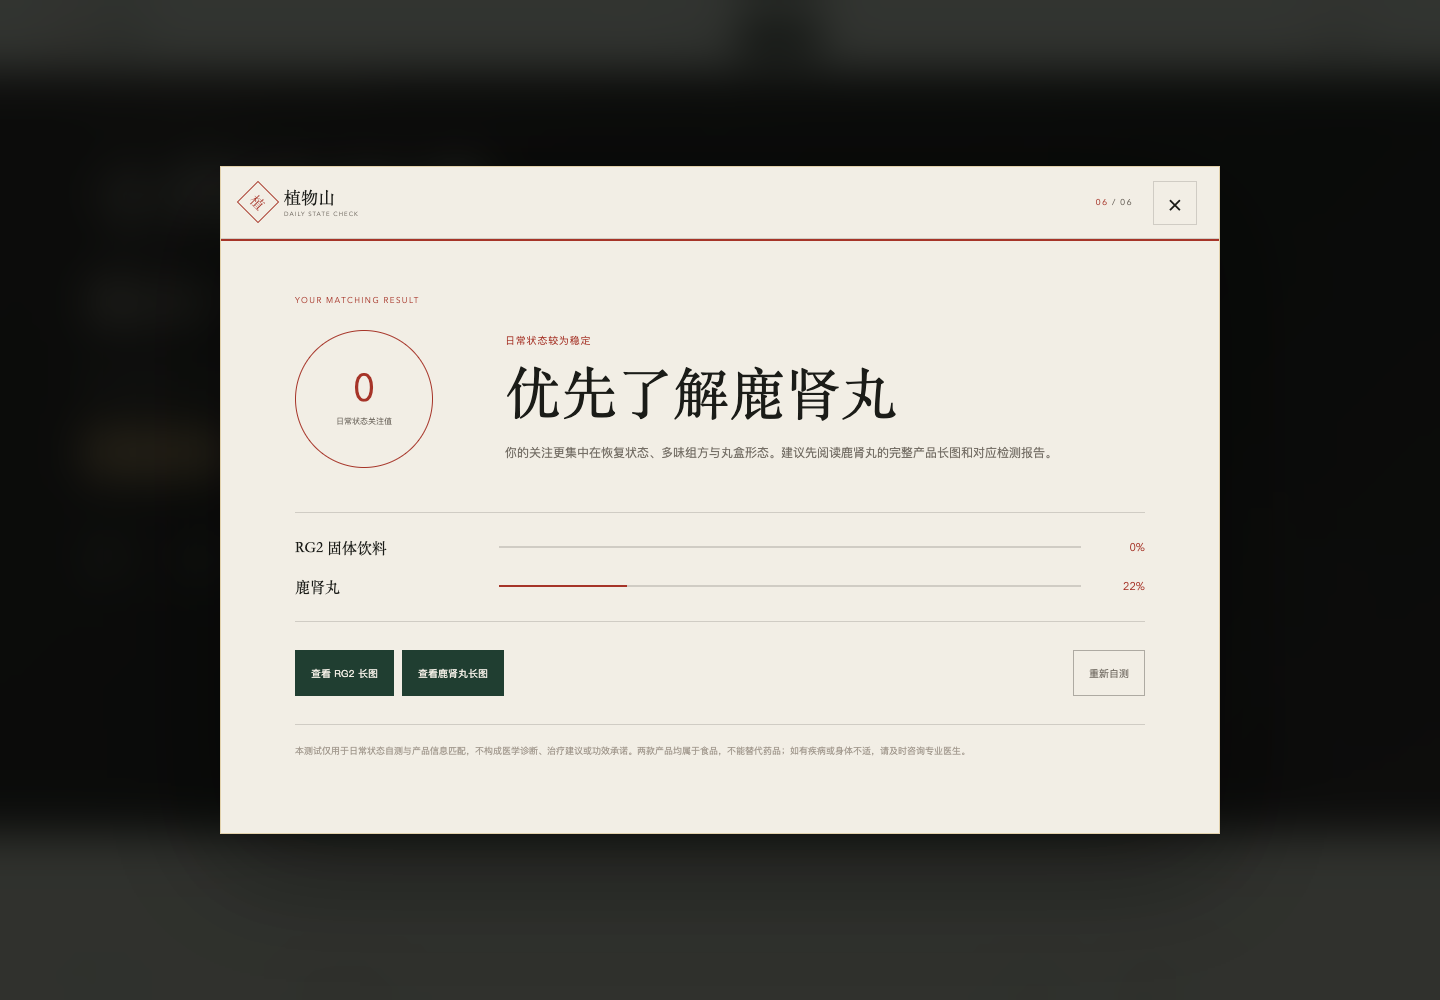 植
植物山
DAILY STATE CHECK
06 / 06
×
YOUR MATCHING RESULT
0
日常状态关注值
日常状态较为稳定
优先了解鹿肾丸
你的关注更集中在恢复状态、多味组方与丸盒形态。建议先阅读鹿肾丸的完整产品长图和对应检测报告。
RG2 固体饮料
0%
鹿肾丸
22%
查看 RG2 长图
查看鹿肾丸长图
重新自测
本测试仅用于日常状态自测与产品信息匹配，不构成医学诊断、治疗建议或功效承诺。两款产品均属于食品，不能替代药品；如有疾病或身体不适，请及时咨询专业医生。